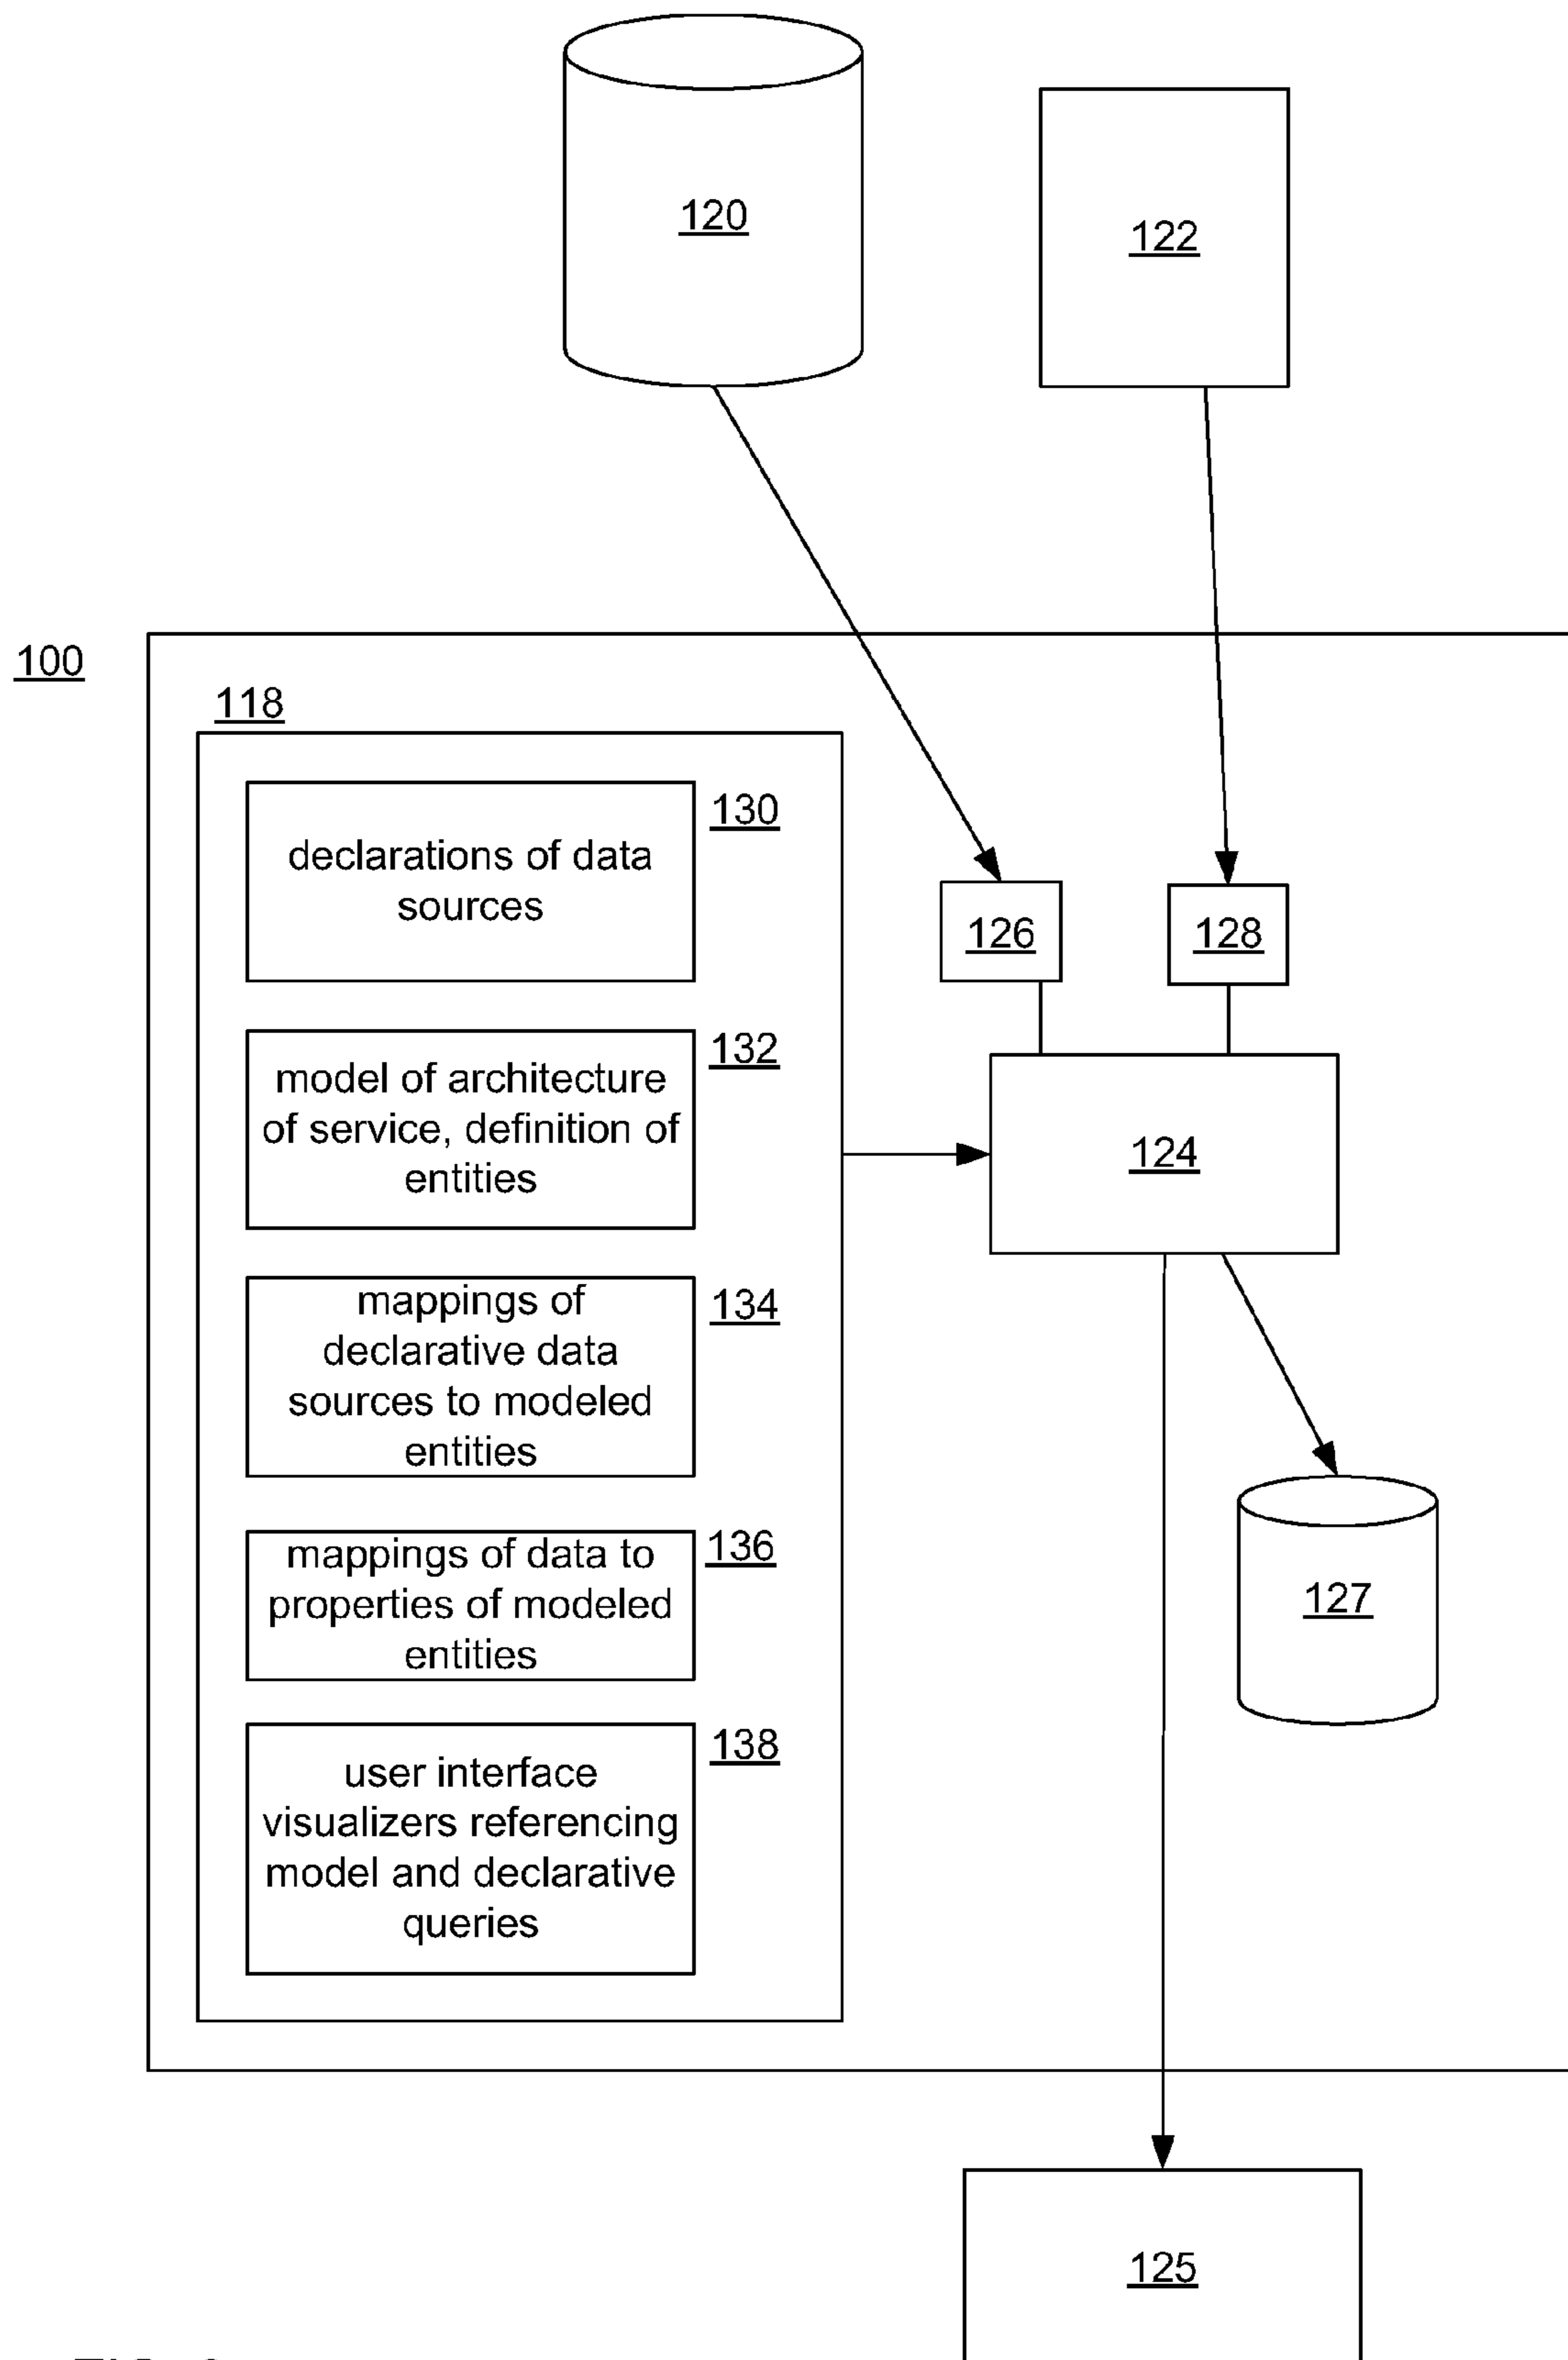 120
122
100
118
130
declarations of data
sources
126
128
132
model of architecture
of service, definition of
entities
124
134
mappings of
declarative data
sources to modeled
entities
136
mappings of data to
properties of modeled
entities
127
138
user interface
visualizers referencing
model and declarative
queries
125